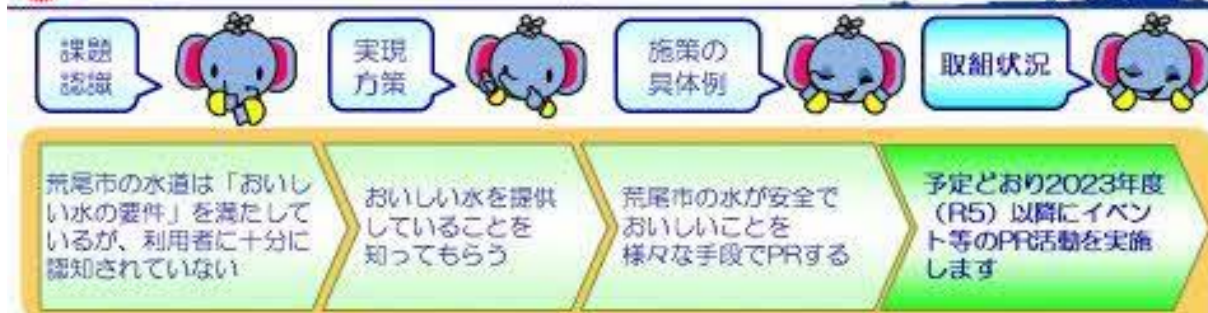 課題
認識
実現
方策
施策の
具体例
取組状況
荒尾市の水道は「おいし
い水の要件」を満たして
いるが、利用者に十分に
認知されていない
おいしい水を提供
していることを
知ってもらう
荒尾市の水が安全で
おいしいことを
様々な手段でPRする
予定どおり2023年度
（R5）以降にイベン
ト等のPR活動を実施
します